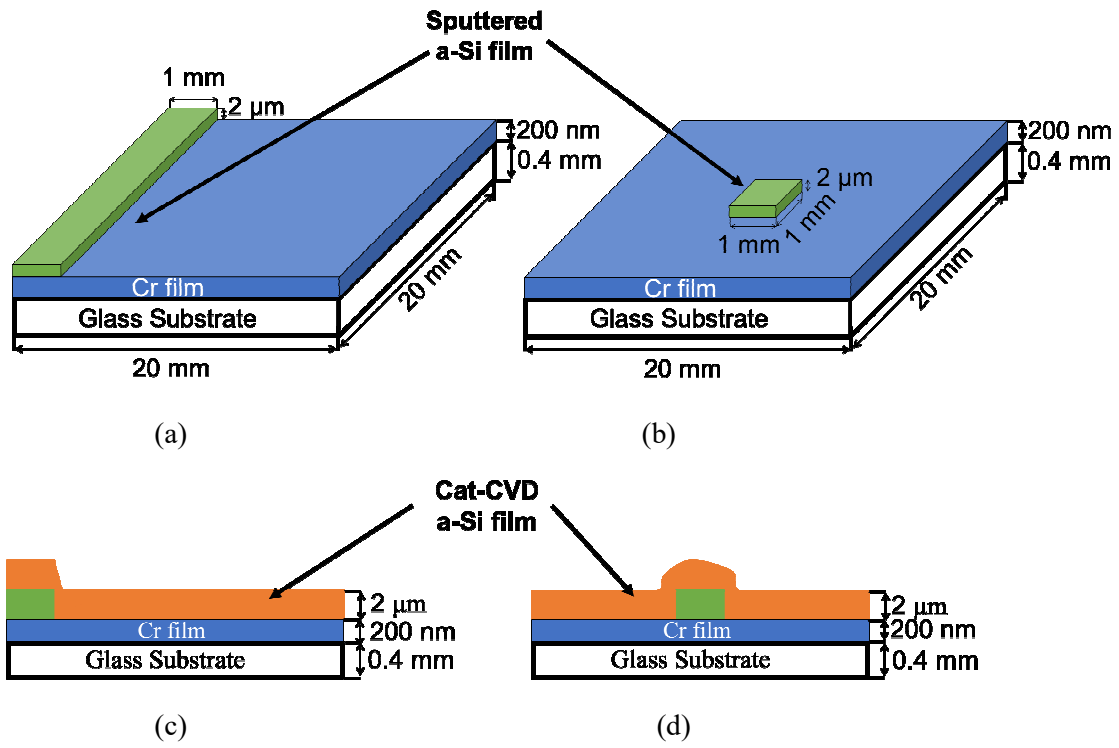 Sputtered
a-Si film
1 mm
2 μm
200 nm
0.4 mm
20 mm
Cr film
Glass Substrate
20 mm
(a)
200 nm
0.4 mm
2 μm
1 mm
1 mm
20 mm
Cr film
Glass Substrate
20 mm
(b)
Cat-CVD
a-Si film
2 μm
200 nm
0.4 mm
Cr film
Glass Substrate
(c)
2 μm
200 nm
0.4 mm
Cr film
Glass Substrate
(d)